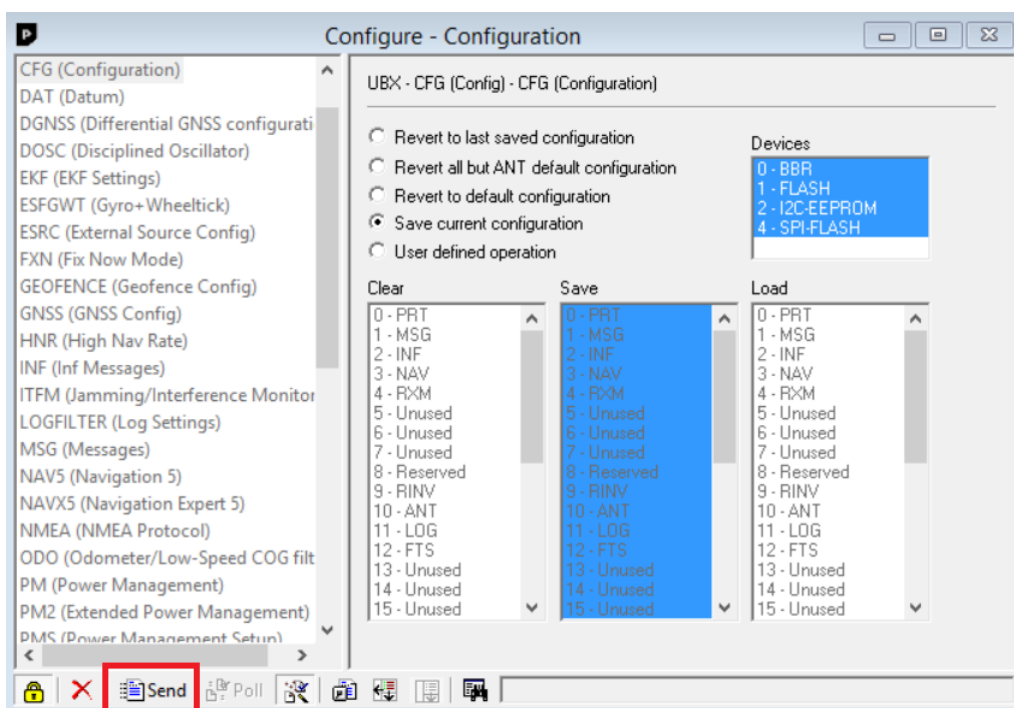 Configure - Configuration
CFG (Configuration)
DAT (Datum)
DGNSS (Differential GNSS configurati
DOSC (Disciplined Oscillator)
EKF (EKF Settings)
ESFGWT (Gyro+Wheeltick)
ESRC (External Source Config)
FXN (Fix Now Mode)
GEOFENCE (Geofence Config)
GNSS (GNSS Config)
HNR (High Nav Rate)
INF (Inf Messages)
ITFM (Jamming/Interference Monitor
LOGFILTER (Log Settings)
MSG (Messages)
NAV5 (Navigation 5)
NAVX5 (Navigation Expert 5)
NMEA (NMEA Protocol)
ODO (Odometer/Low-Speed COG filt
PM (Power Management)
PM2 (Extended Power Management)
PMS (Power Management Setup)
UBX - CFG (Config) - CFG (Configuration)
Revert to last saved configuration
Revert all but ANT default configuration
Revert to default configuration
Save current configuration
User defined operation
Devices
0 - BBR
1 - FLASH
2 - I2C-EEPROM
4 - SPI-FLASH
Clear
0 - PRT
1 - MSG
2 - INF
3 - NAV
4 - RXM
5 - Unused
6 - Unused
7 - Unused
8 - Reserved
9 - RINV
10 - ANT
11 - LOG
12 - FTS
13 - Unused
14 - Unused
15 - Unused
Save
0 - PRT
1 - MSG
2 - INF
3 - NAV
4 - RXM
5 - Unused
6 - Unused
7 - Unused
8 - Reserved
9 - RINV
10 - ANT
11 - LOG
12 - FTS
13 - Unused
14 - Unused
15 - Unused
Load
0 - PRT
1 - MSG
2 - INF
3 - NAV
4 - RXM
5 - Unused
6 - Unused
7 - Unused
8 - Reserved
9 - RINV
10 - ANT
11 - LOG
12 - FTS
13 - Unused
14 - Unused
15 - Unused
Send
Poll